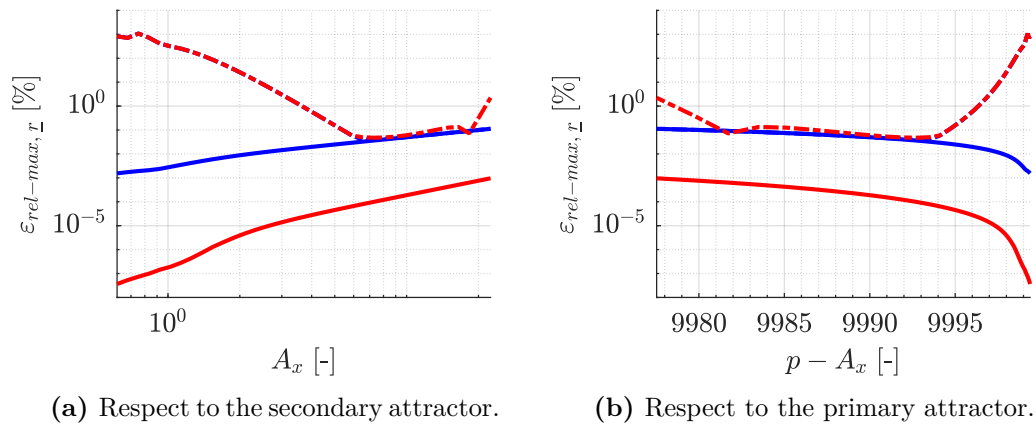 ε_{rel−max, r} [%]
10^0
10^{−5}
10^0
A_x [-]
(a) Respect to the secondary attractor.
ε_{rel−max, r} [%]
10^0
10^{−5}
9980 9985 9990 9995
p − A_x [-]
(b) Respect to the primary attractor.